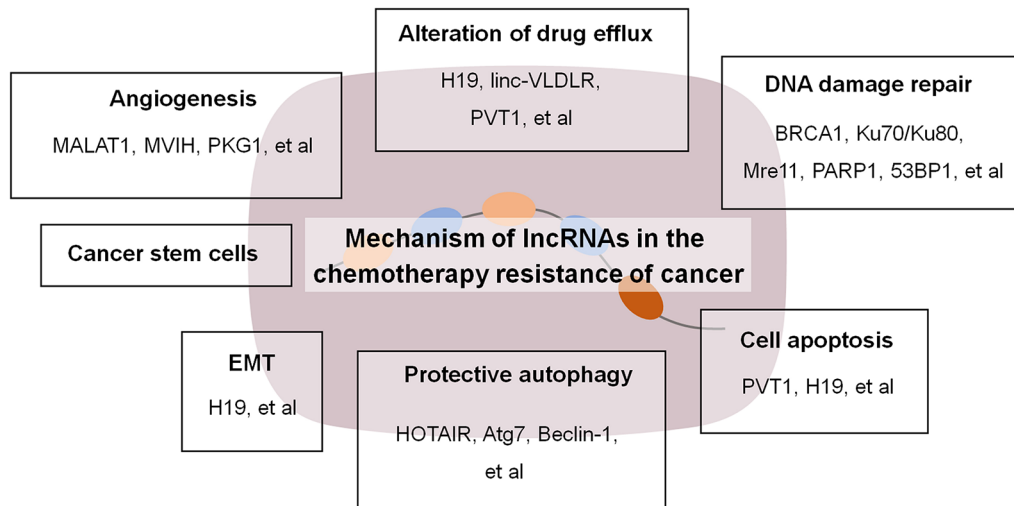 Alteration of drug efflux
H19, linc-VLDLR,
PVT1, et al
Angiogenesis
MALAT1, MVIH, PKG1, et al
DNA damage repair
BRCA1, Ku70/Ku80,
Mre11, PARP1, 53BP1, et al
Cancer stem cells
Mechanism of lncRNAs in the
chemotherapy resistance of cancer
EMT
H19, et al
Protective autophagy
HOTAIR, Atg7, Beclin-1,
et al
Cell apoptosis
PVT1, H19, et al